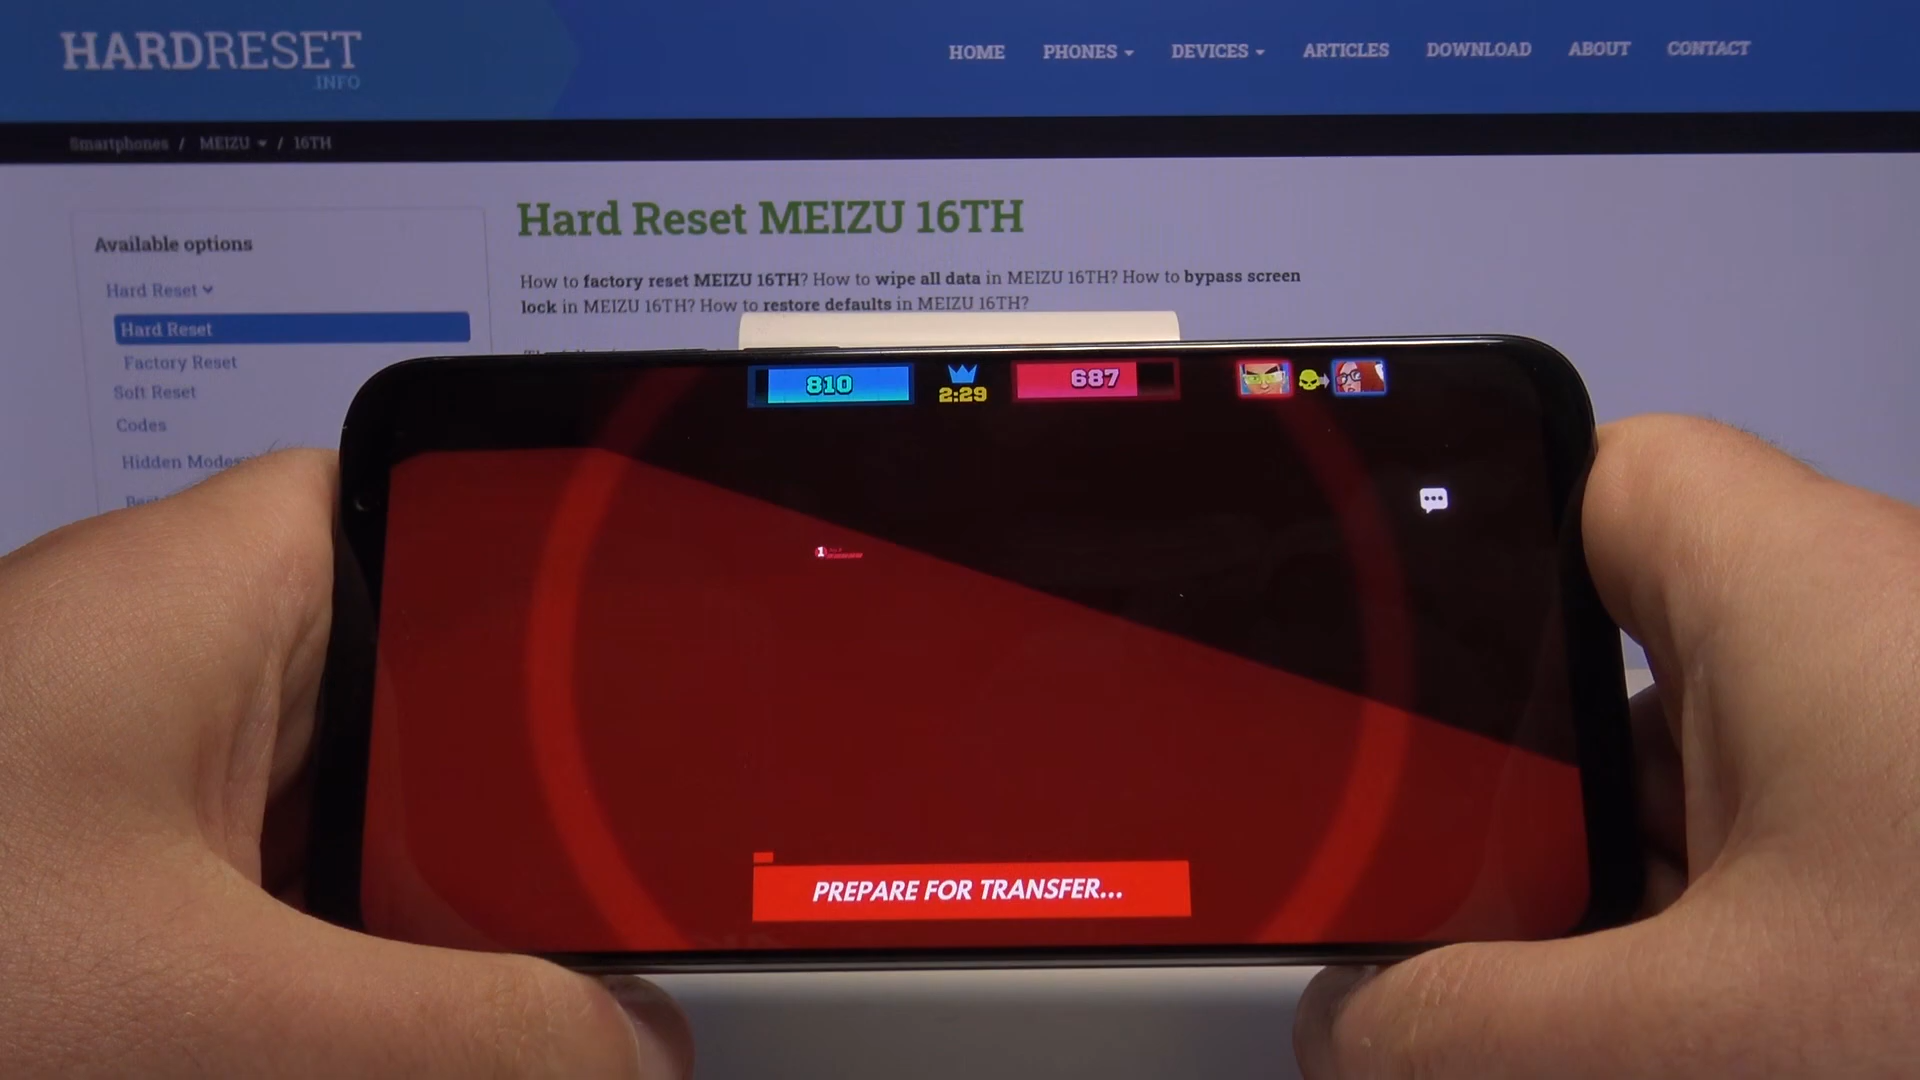 HARDRESET
.INFO
HOME PHONES DEVICES ARTICLES DOWNLOAD ABOUT CONTACT
Smartphones / MEIZU / 16TH
Available options
Hard Reset
Hard Reset
Factory Reset
Soft Reset
Codes
Hidden Modes
Hard Reset MEIZU 16TH
How to factory reset MEIZU 16TH? How to wipe all data in MEIZU 16TH? How to bypass screen
lock in MEIZU 16TH? How to restore defaults in MEIZU 16TH?
810
2:29
687
1
PREPARE FOR TRANSFER...